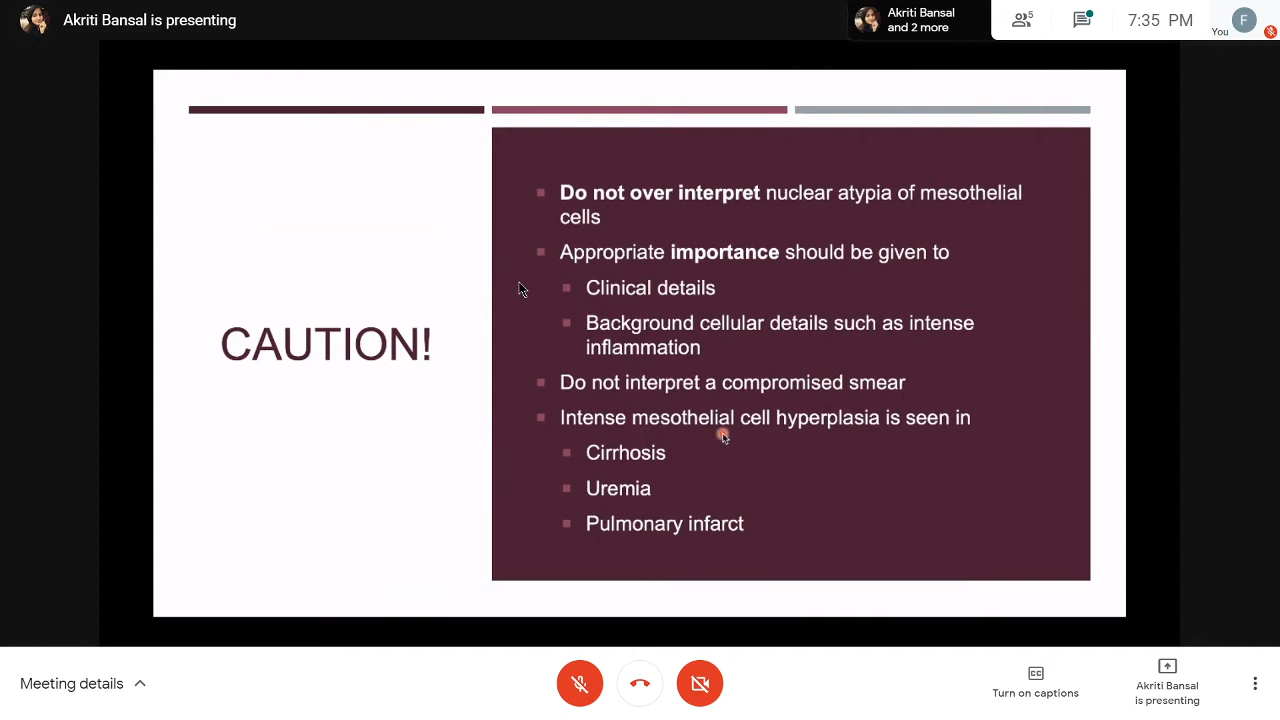 Akriti Bansal is presenting
Akriti Bansal
and 2 more
5
7:35 PM
You
F
CAUTION!
Do not over interpret nuclear atypia of mesothelial
cells
Appropriate importance should be given to
Clinical details
Background cellular details such as intense
inflammation
Do not interpret a compromised smear
Intense mesothelial cell hyperplasia is seen in
Cirrhosis
Uremia
Pulmonary infarct
Meeting details
CC
Turn on captions
Akriti Bansal
is presenting